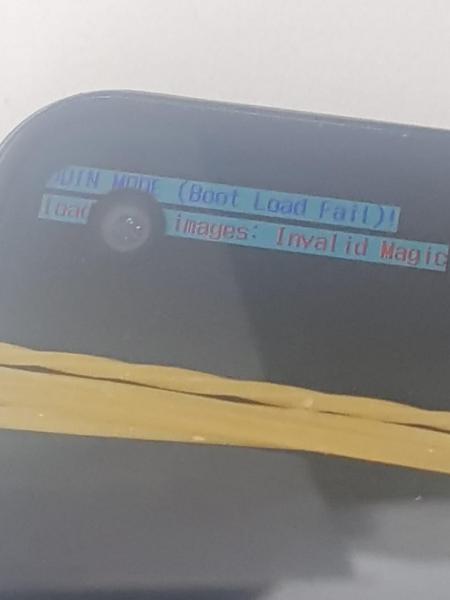 MODE (Boot Load Fail)!
images: Invalid Magic